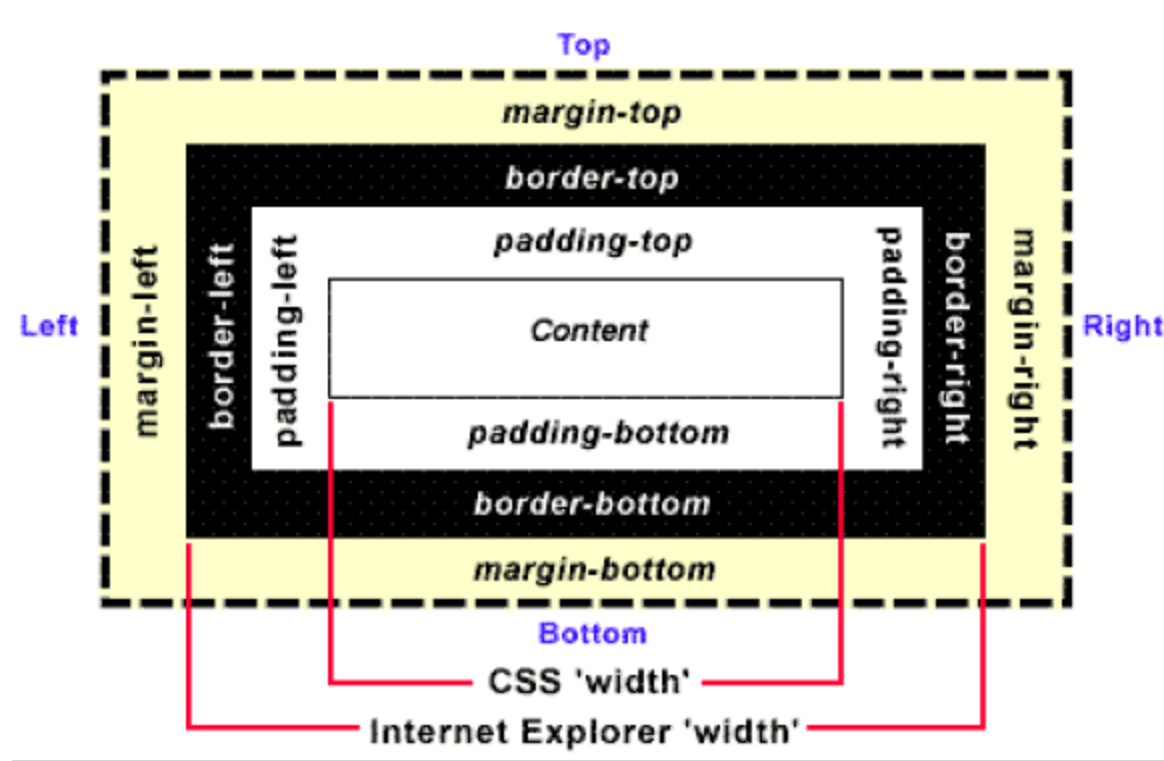 Top
margin-top
border-top
padding-top
Left
margin-left
border-left
padding-left
Content
padding-right
border-right
margin-right
Right
padding-bottom
border-bottom
margin-bottom
Bottom
CSS 'width'
Internet Explorer 'width'